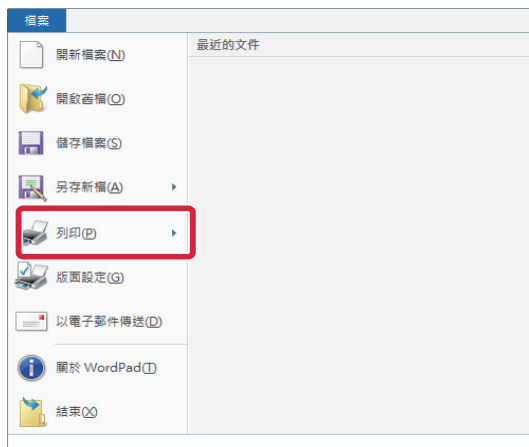 檔案
最近的文件
開新檔案(N)
開啟舊檔(O)
儲存檔案(S)
另存新檔(A)
列印(P)
版面設定(G)
以電子郵件傳送(D)
關於 WordPad(T)
結束(X)